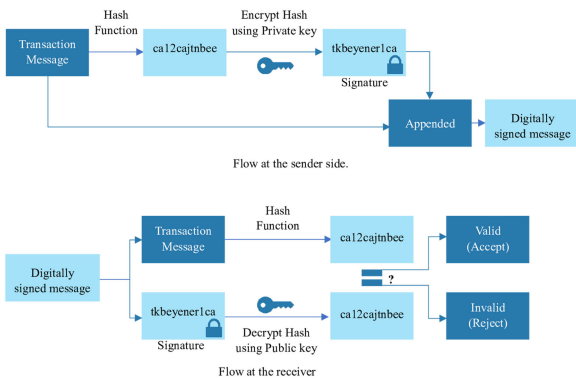 Hash
Function
Encrypt Hash
using Private key
Transaction
Message
ca12cajtnbee
tkbeyener1ca
Signature
Appended
Digitally
signed message
Flow at the sender side.
Hash
Function
Transaction
Message
ca12cajtnbee
Valid
(Accept)
Digitally
signed message
?
tkbeyener1ca
Signature
Decrypt Hash
using Public key
ca12cajtnbee
Invalid
(Reject)
Flow at the receiver